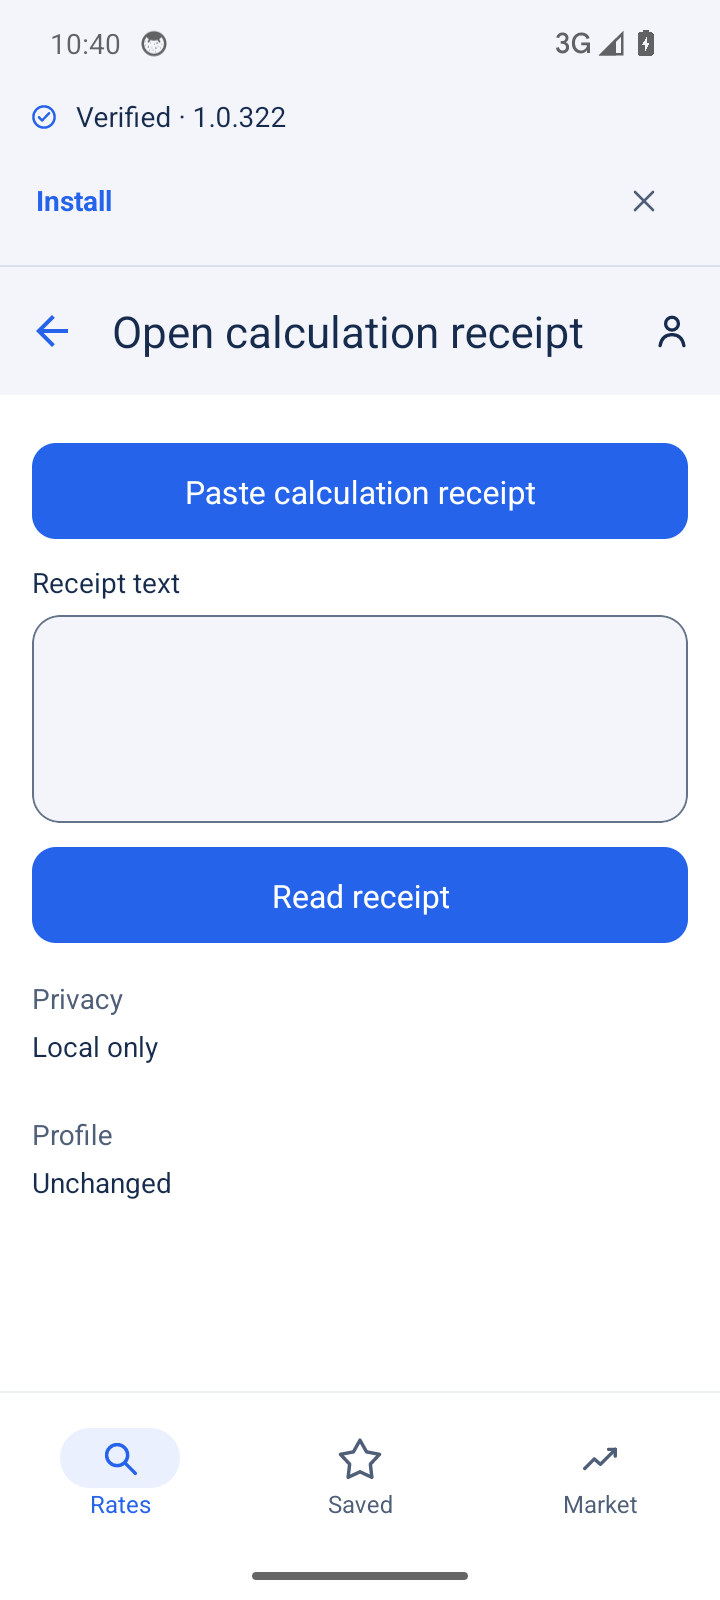 10:40
3G
Verified · 1.0.322
Install
Open calculation receipt
Paste calculation receipt
Receipt text
Read receipt
Privacy
Local only
Profile
Unchanged
Rates
Saved
Market